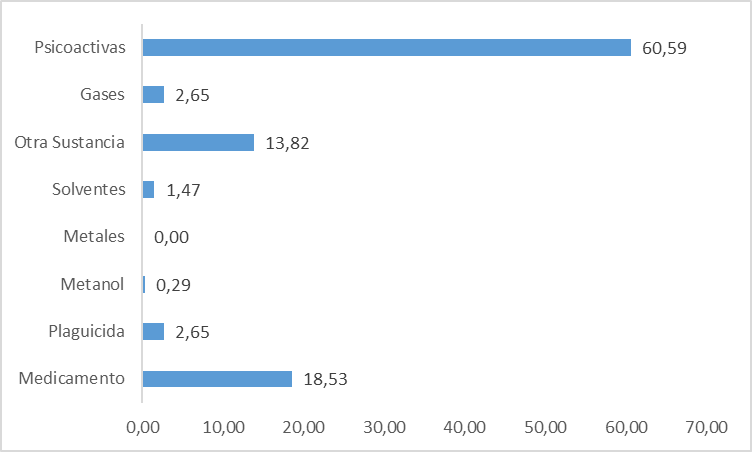 Psicoactivas 60,59
Gases 2,65
Otra Sustancia 13,82
Solventes 1,47
Metales 0,00
Metanol 0,29
Plaguicida 2,65
Medicamento 18,53
0,00 10,00 20,00 30,00 40,00 50,00 60,00 70,00